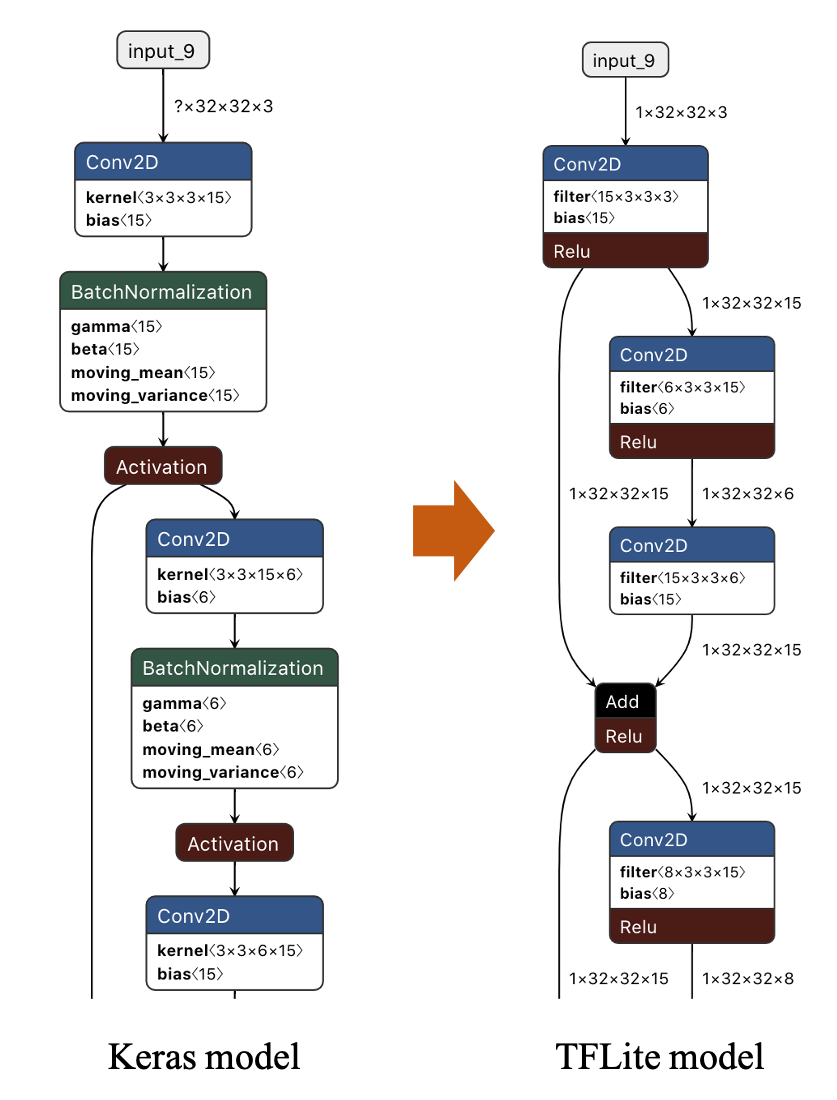 input_9
?×32×32×3
Conv2D
kernel〈3×3×3×15〉
bias〈15〉
BatchNormalization
gamma〈15〉
beta〈15〉
moving_mean〈15〉
moving_variance〈15〉
Activation
Conv2D
kernel〈3×3×15×6〉
bias〈6〉
BatchNormalization
gamma〈6〉
beta〈6〉
moving_mean〈6〉
moving_variance〈6〉
Activation
Conv2D
kernel〈3×3×6×15〉
bias〈15〉
Keras model
input_9
1×32×32×3
Conv2D
filter〈15×3×3×3〉
bias〈15〉
Relu
1×32×32×15
Conv2D
filter〈6×3×3×15〉
bias〈6〉
Relu
1×32×32×15
1×32×32×6
Conv2D
filter〈15×3×3×6〉
bias〈15〉
1×32×32×15
Add
Relu
1×32×32×15
Conv2D
filter〈8×3×3×15〉
bias〈8〉
Relu
1×32×32×15
1×32×32×8
TFLite model